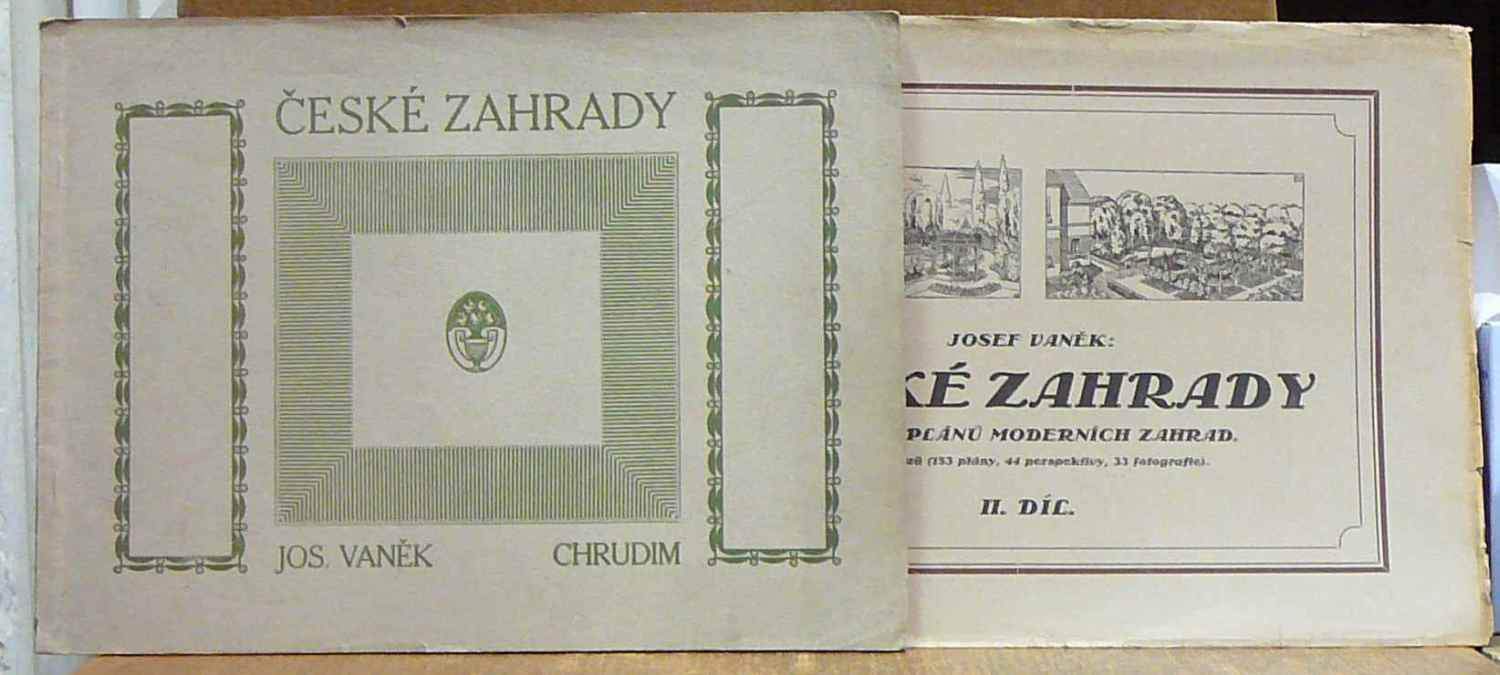 ČESKÉ ZAHRADY
JOS. VANĚK CHRUDIM
JOSEF VANĚK:
KÉ ZAHRADY
PLÁNŮ MODERNÍCH ZAHRAD.
zů (153 plány, 44 perspektivy, 33 fotografie).
II. DÍL.